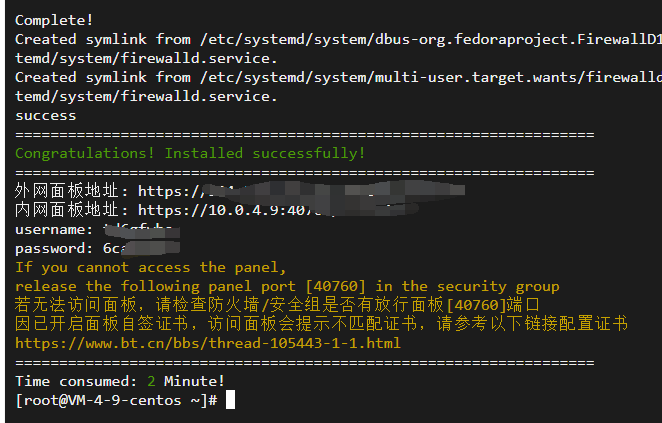 Complete!
Created symlink from /etc/systemd/system/dbus-org.fedoraproject.FirewallD1
temd/system/firewalld.service.
Created symlink from /etc/systemd/system/multi-user.target.wants/firewalld
temd/system/firewalld.service.
success
==================================================================
Congratulations! Installed successfully!
==================================================================
外网面板地址: https://
内网面板地址: https://10.0.4.9:407
username:
password: 6ca
If you cannot access the panel,
release the following panel port [40760] in the security group
若无法访问面板，请检查防火墙/安全组是否有放行面板[40760]端口
因已开启面板自签证书，访问面板会提示不匹配证书，请参考以下链接配置证书
https://www.bt.cn/bbs/thread-105443-1-1.html
==================================================================
Time consumed: 2 Minute!
[root@VM-4-9-centos ~]#